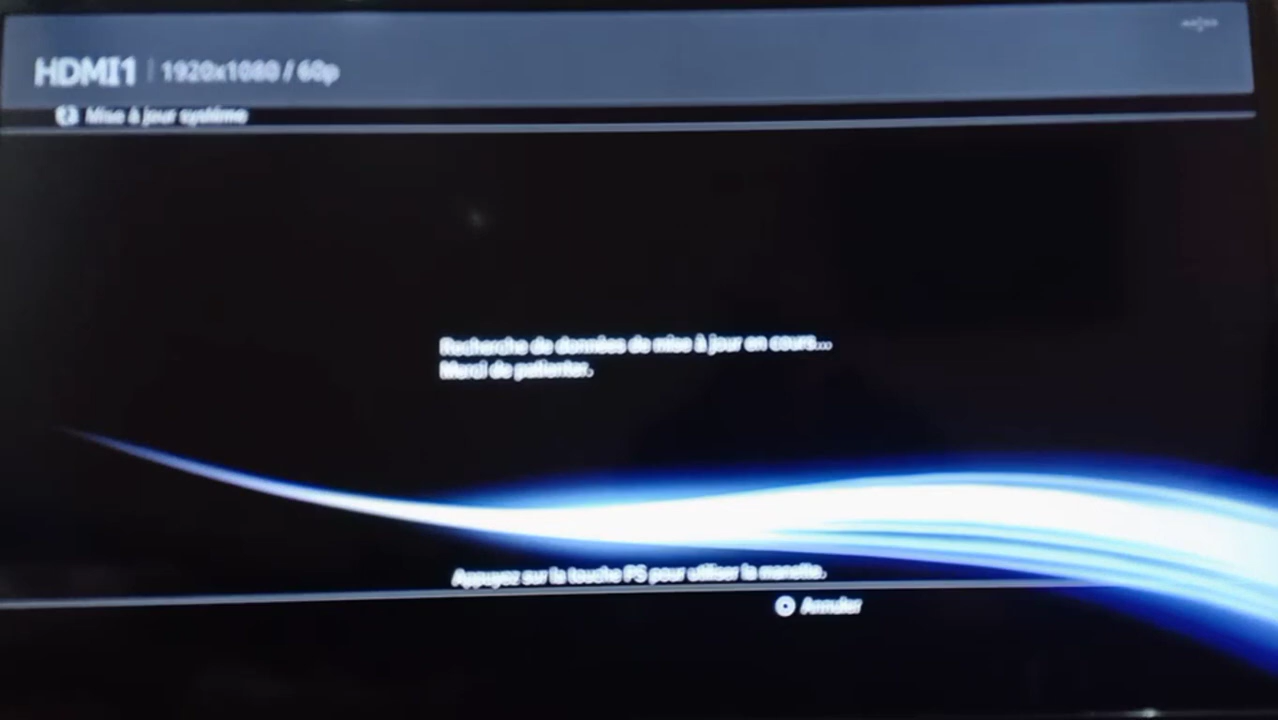 HDMI1 | 1920x1080 / 60p
Mise à jour système
Recherche de données de mise à jour en cours...
Merci de patienter.
Appuyez sur la touche PS pour utiliser la manette.
Annuler